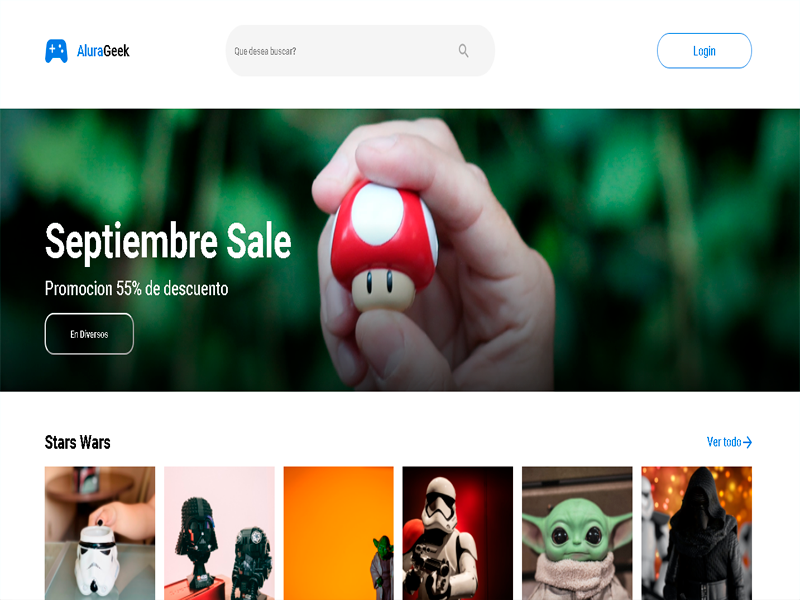 AluraGeek
Que desea buscar?
Login
Septiembre Sale
Promocion 55% de descuento
En Diversos
Stars Wars
Ver todo